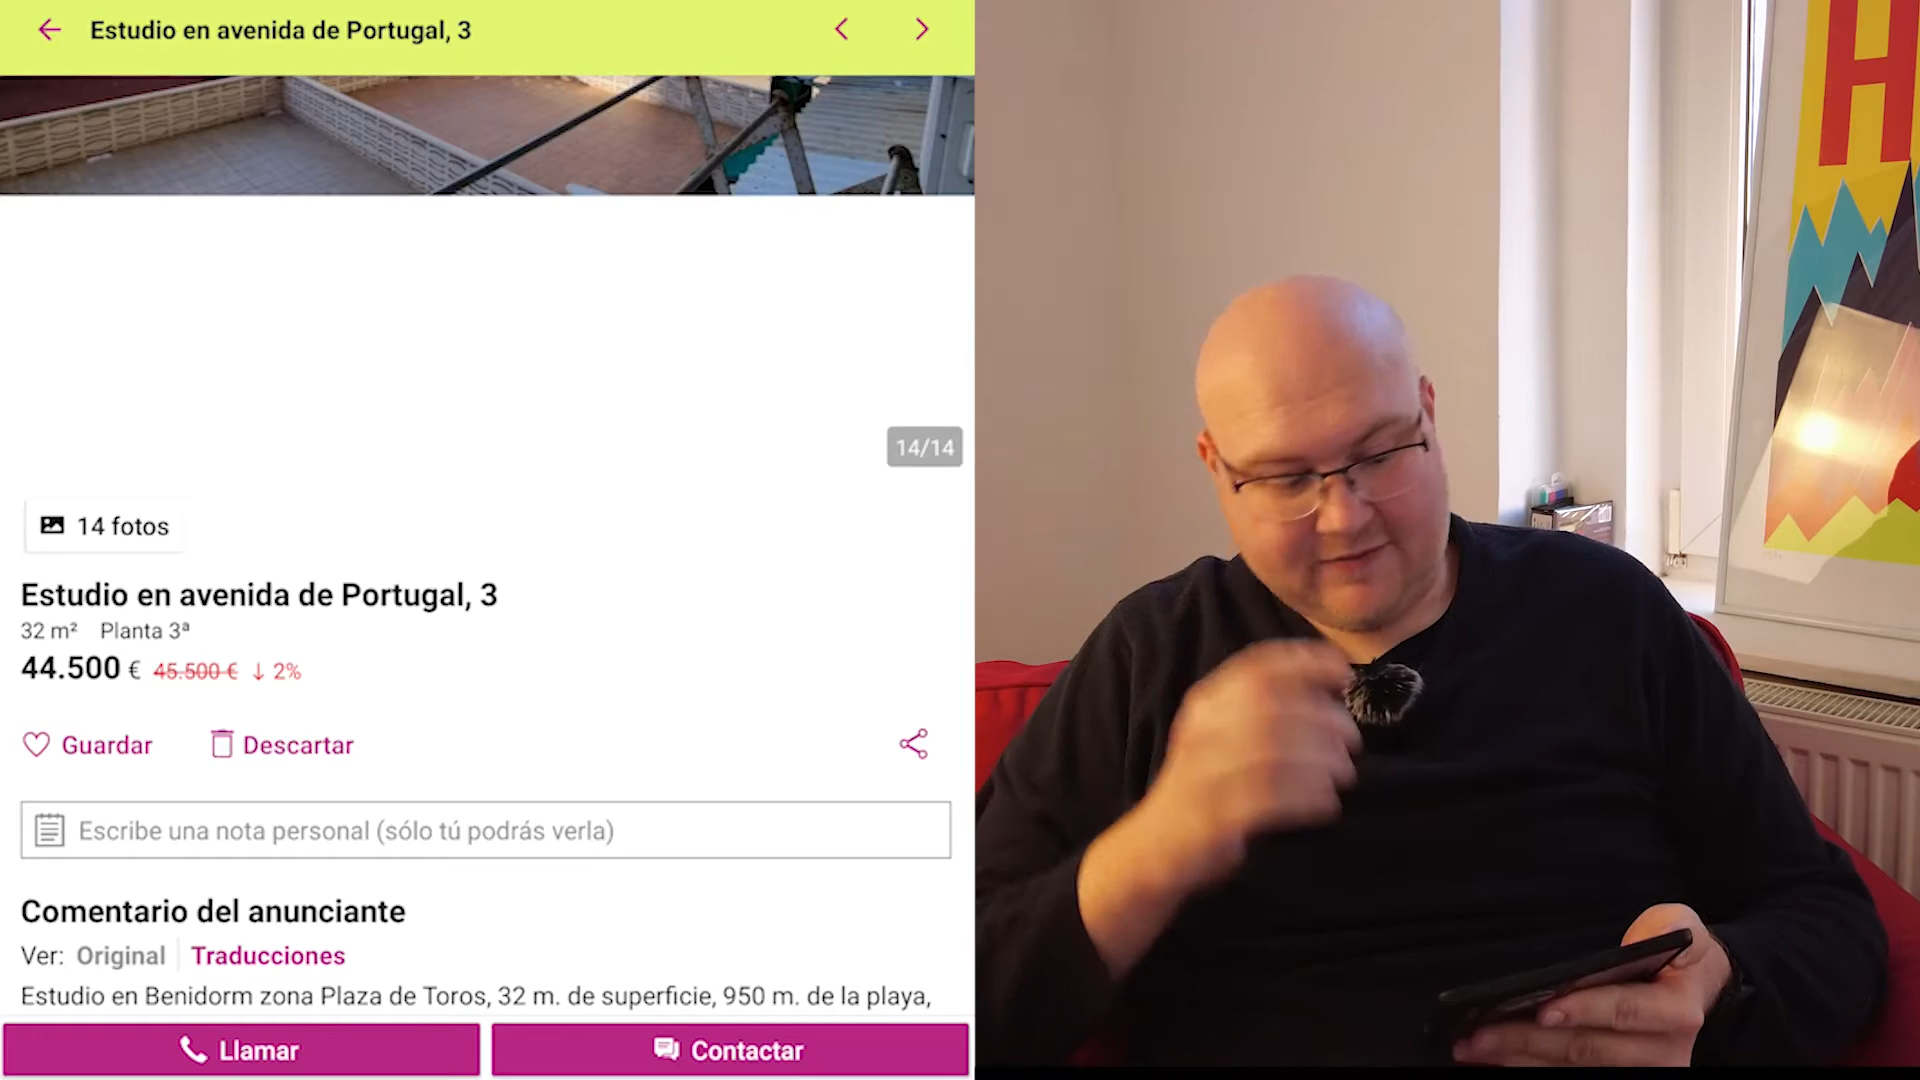 Estudio en avenida de Portugal, 3
14/14
14 fotos
Estudio en avenida de Portugal, 3
32 m² Planta 3ª
44.500 € 45.500 € ↓ 2%
Guardar Descartar
Escribe una nota personal (sólo tú podrás verla)
Comentario del anunciante
Ver: Original Traducciones
Estudio en Benidorm zona Plaza de Toros, 32 m. de superficie, 950 m. de la playa,
Llamar Contactar
H